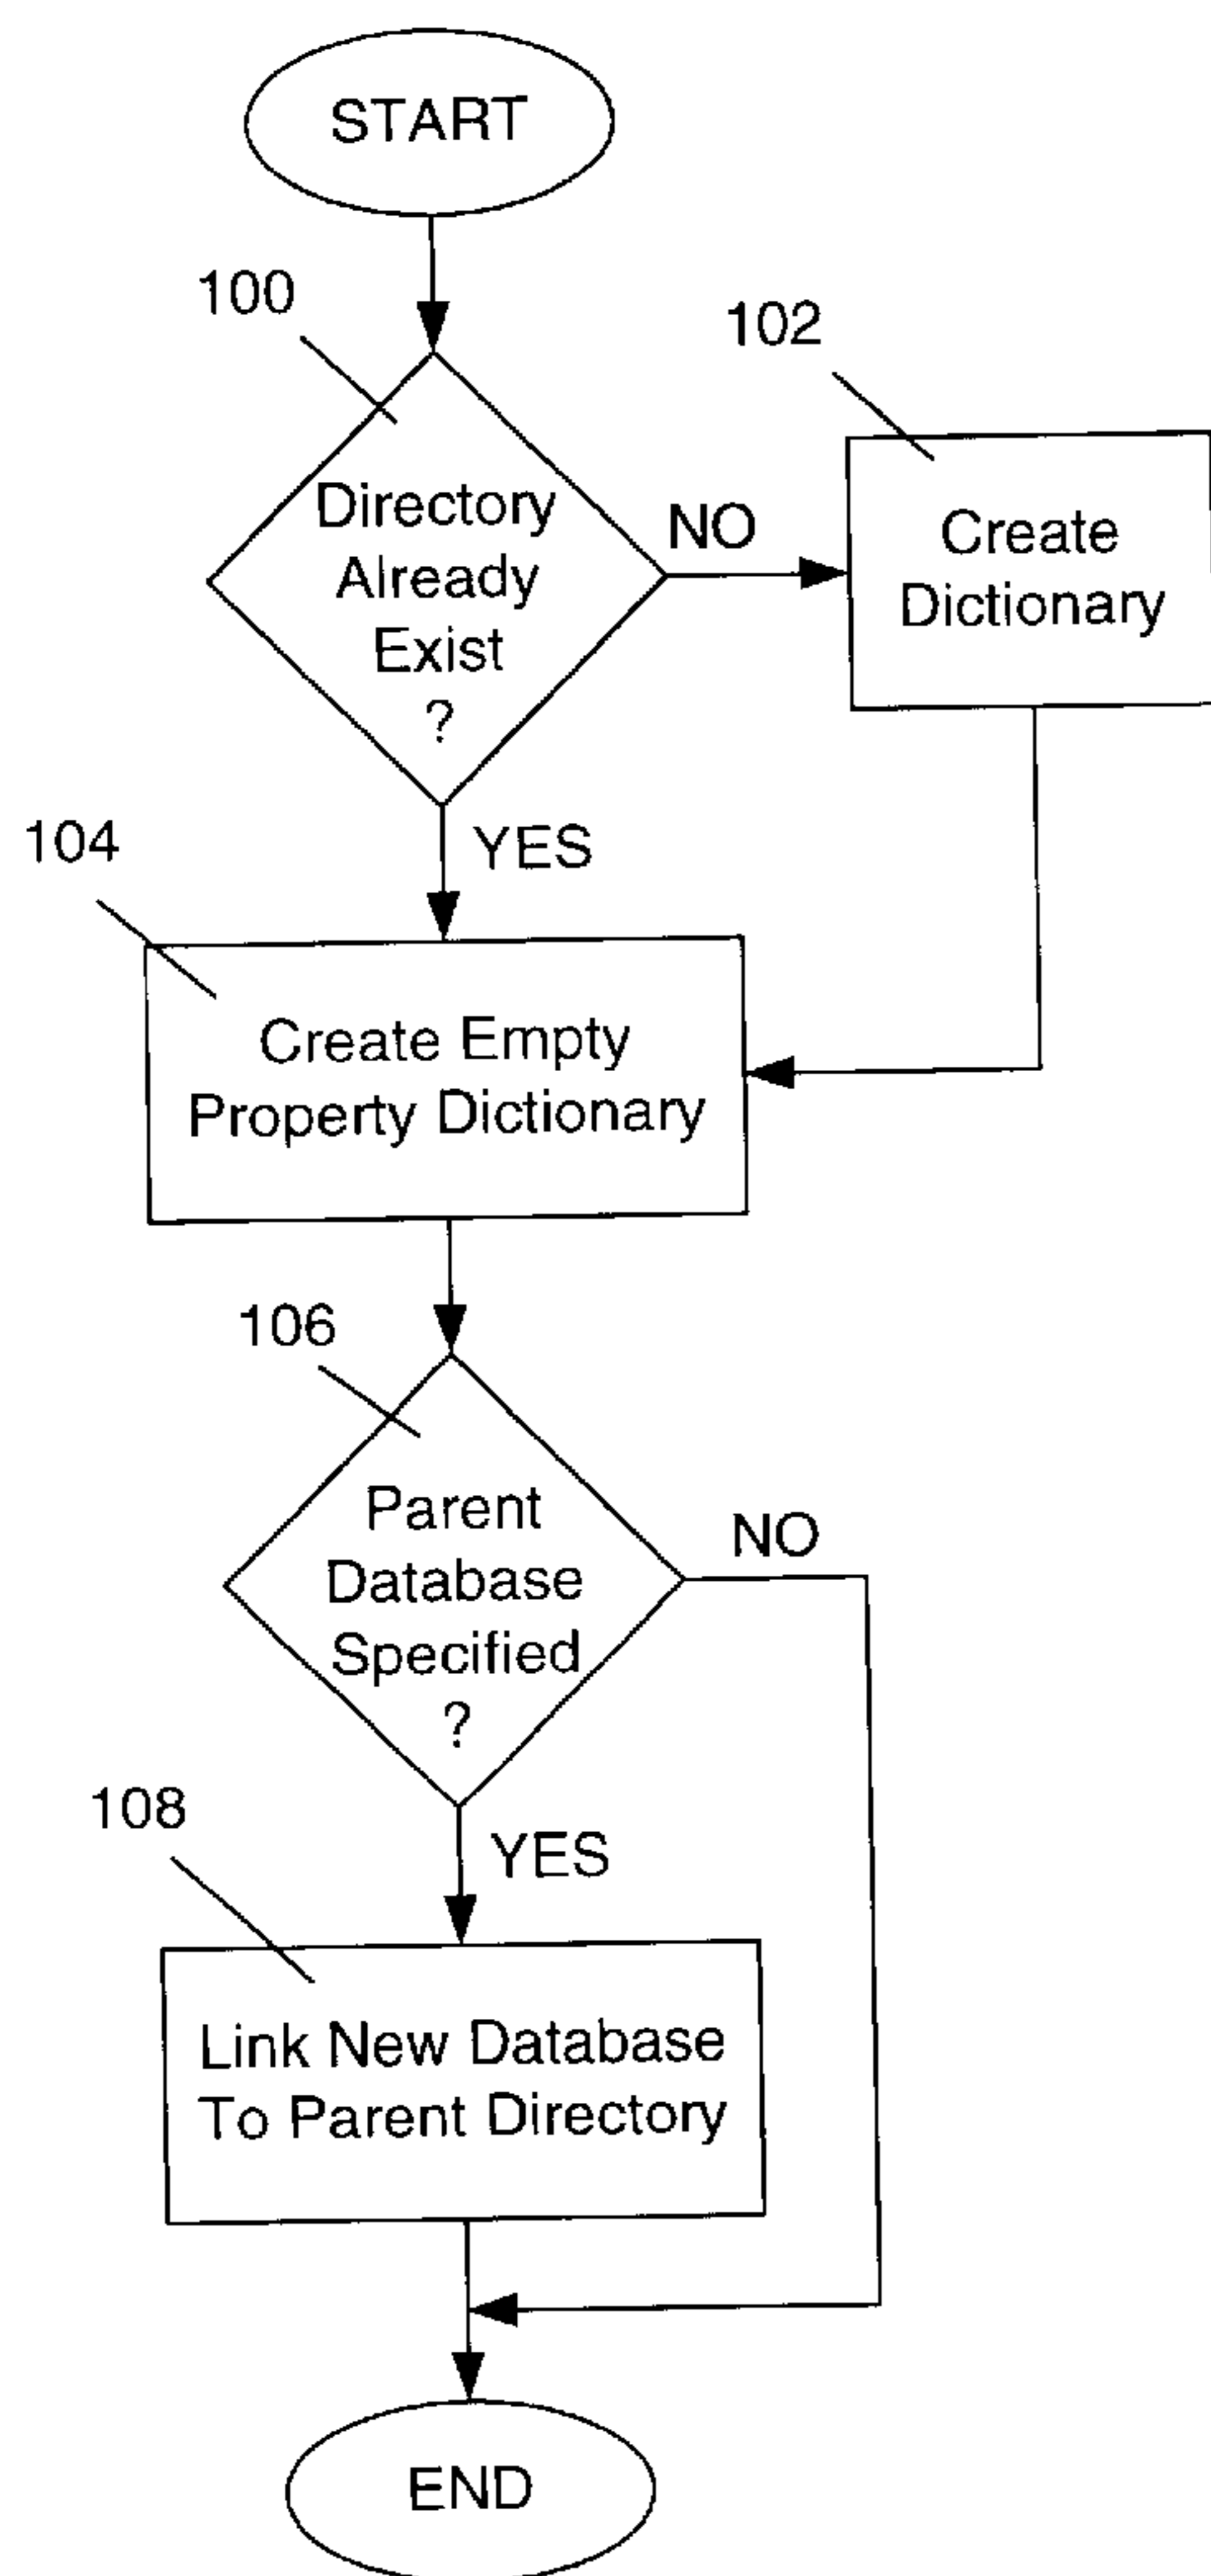 START
100
102
Directory
Already
Exist
?
NO
Create
Dictionary
YES
104
Create Empty
Property Dictionary
106
Parent
Database
Specified
?
NO
108
YES
Link New Database
To Parent Directory
END